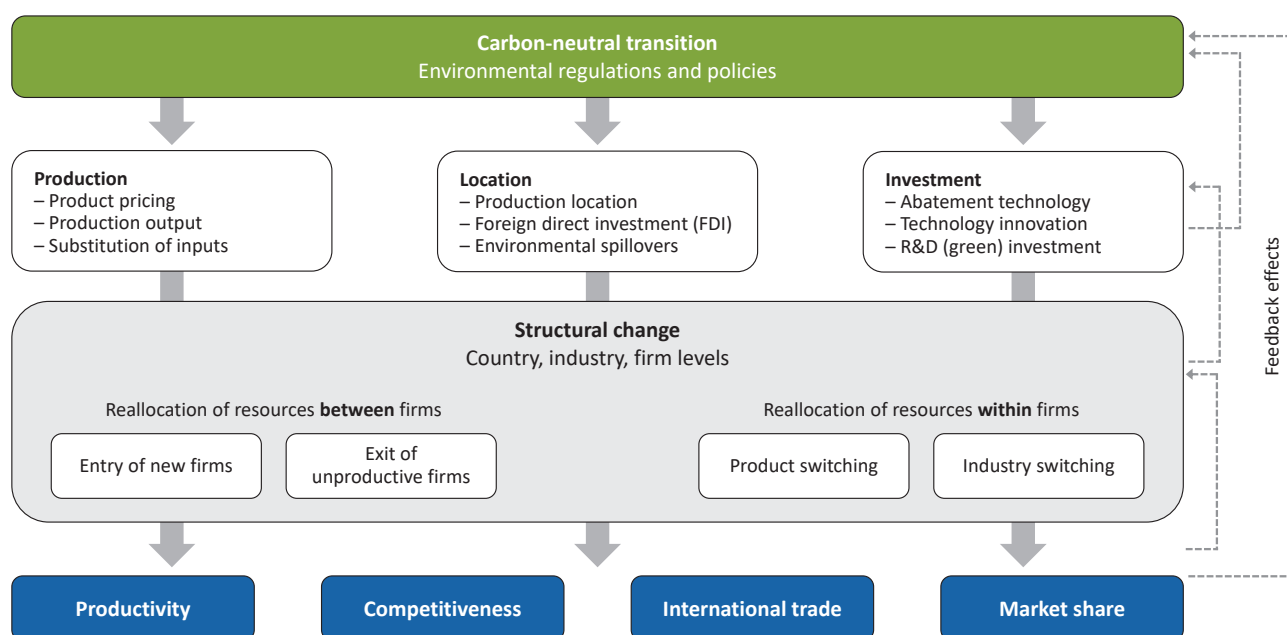 Carbon-neutral transition
Environmental regulations and policies
Production
– Product pricing
– Production output
– Substitution of inputs
Location
– Production location
– Foreign direct investment (FDI)
– Environmental spillovers
Investment
– Abatement technology
– Technology innovation
– R&D (green) investment
Feedback effects
Structural change
Country, industry, firm levels
Reallocation of resources between firms
Entry of new firms
Exit of
unproductive firms
Reallocation of resources within firms
Product switching
Industry switching
Productivity
Competitiveness
International trade
Market share